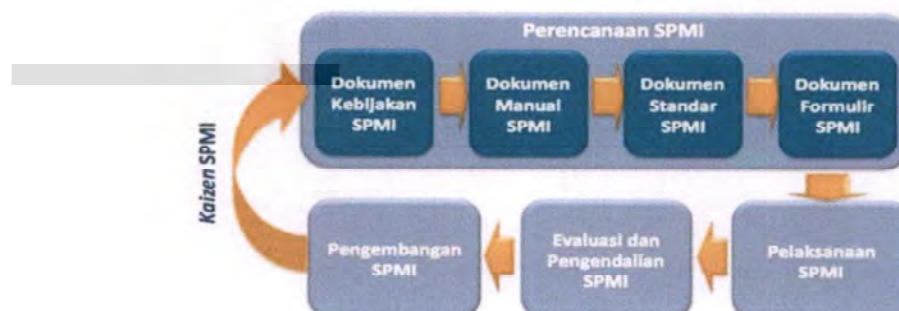 Perencanaan SPMI
Dokumen
Kebijakan
SPMI
Dokumen
Manual
SPMI
Dokumen
Standar
SPMI
Dokumen
Formulir
SPMI
Kaizen SPMI
Pelaksanaan
SPMI
Evaluasi dan
Pengendalian
SPMI
Pengembangan
SPMI